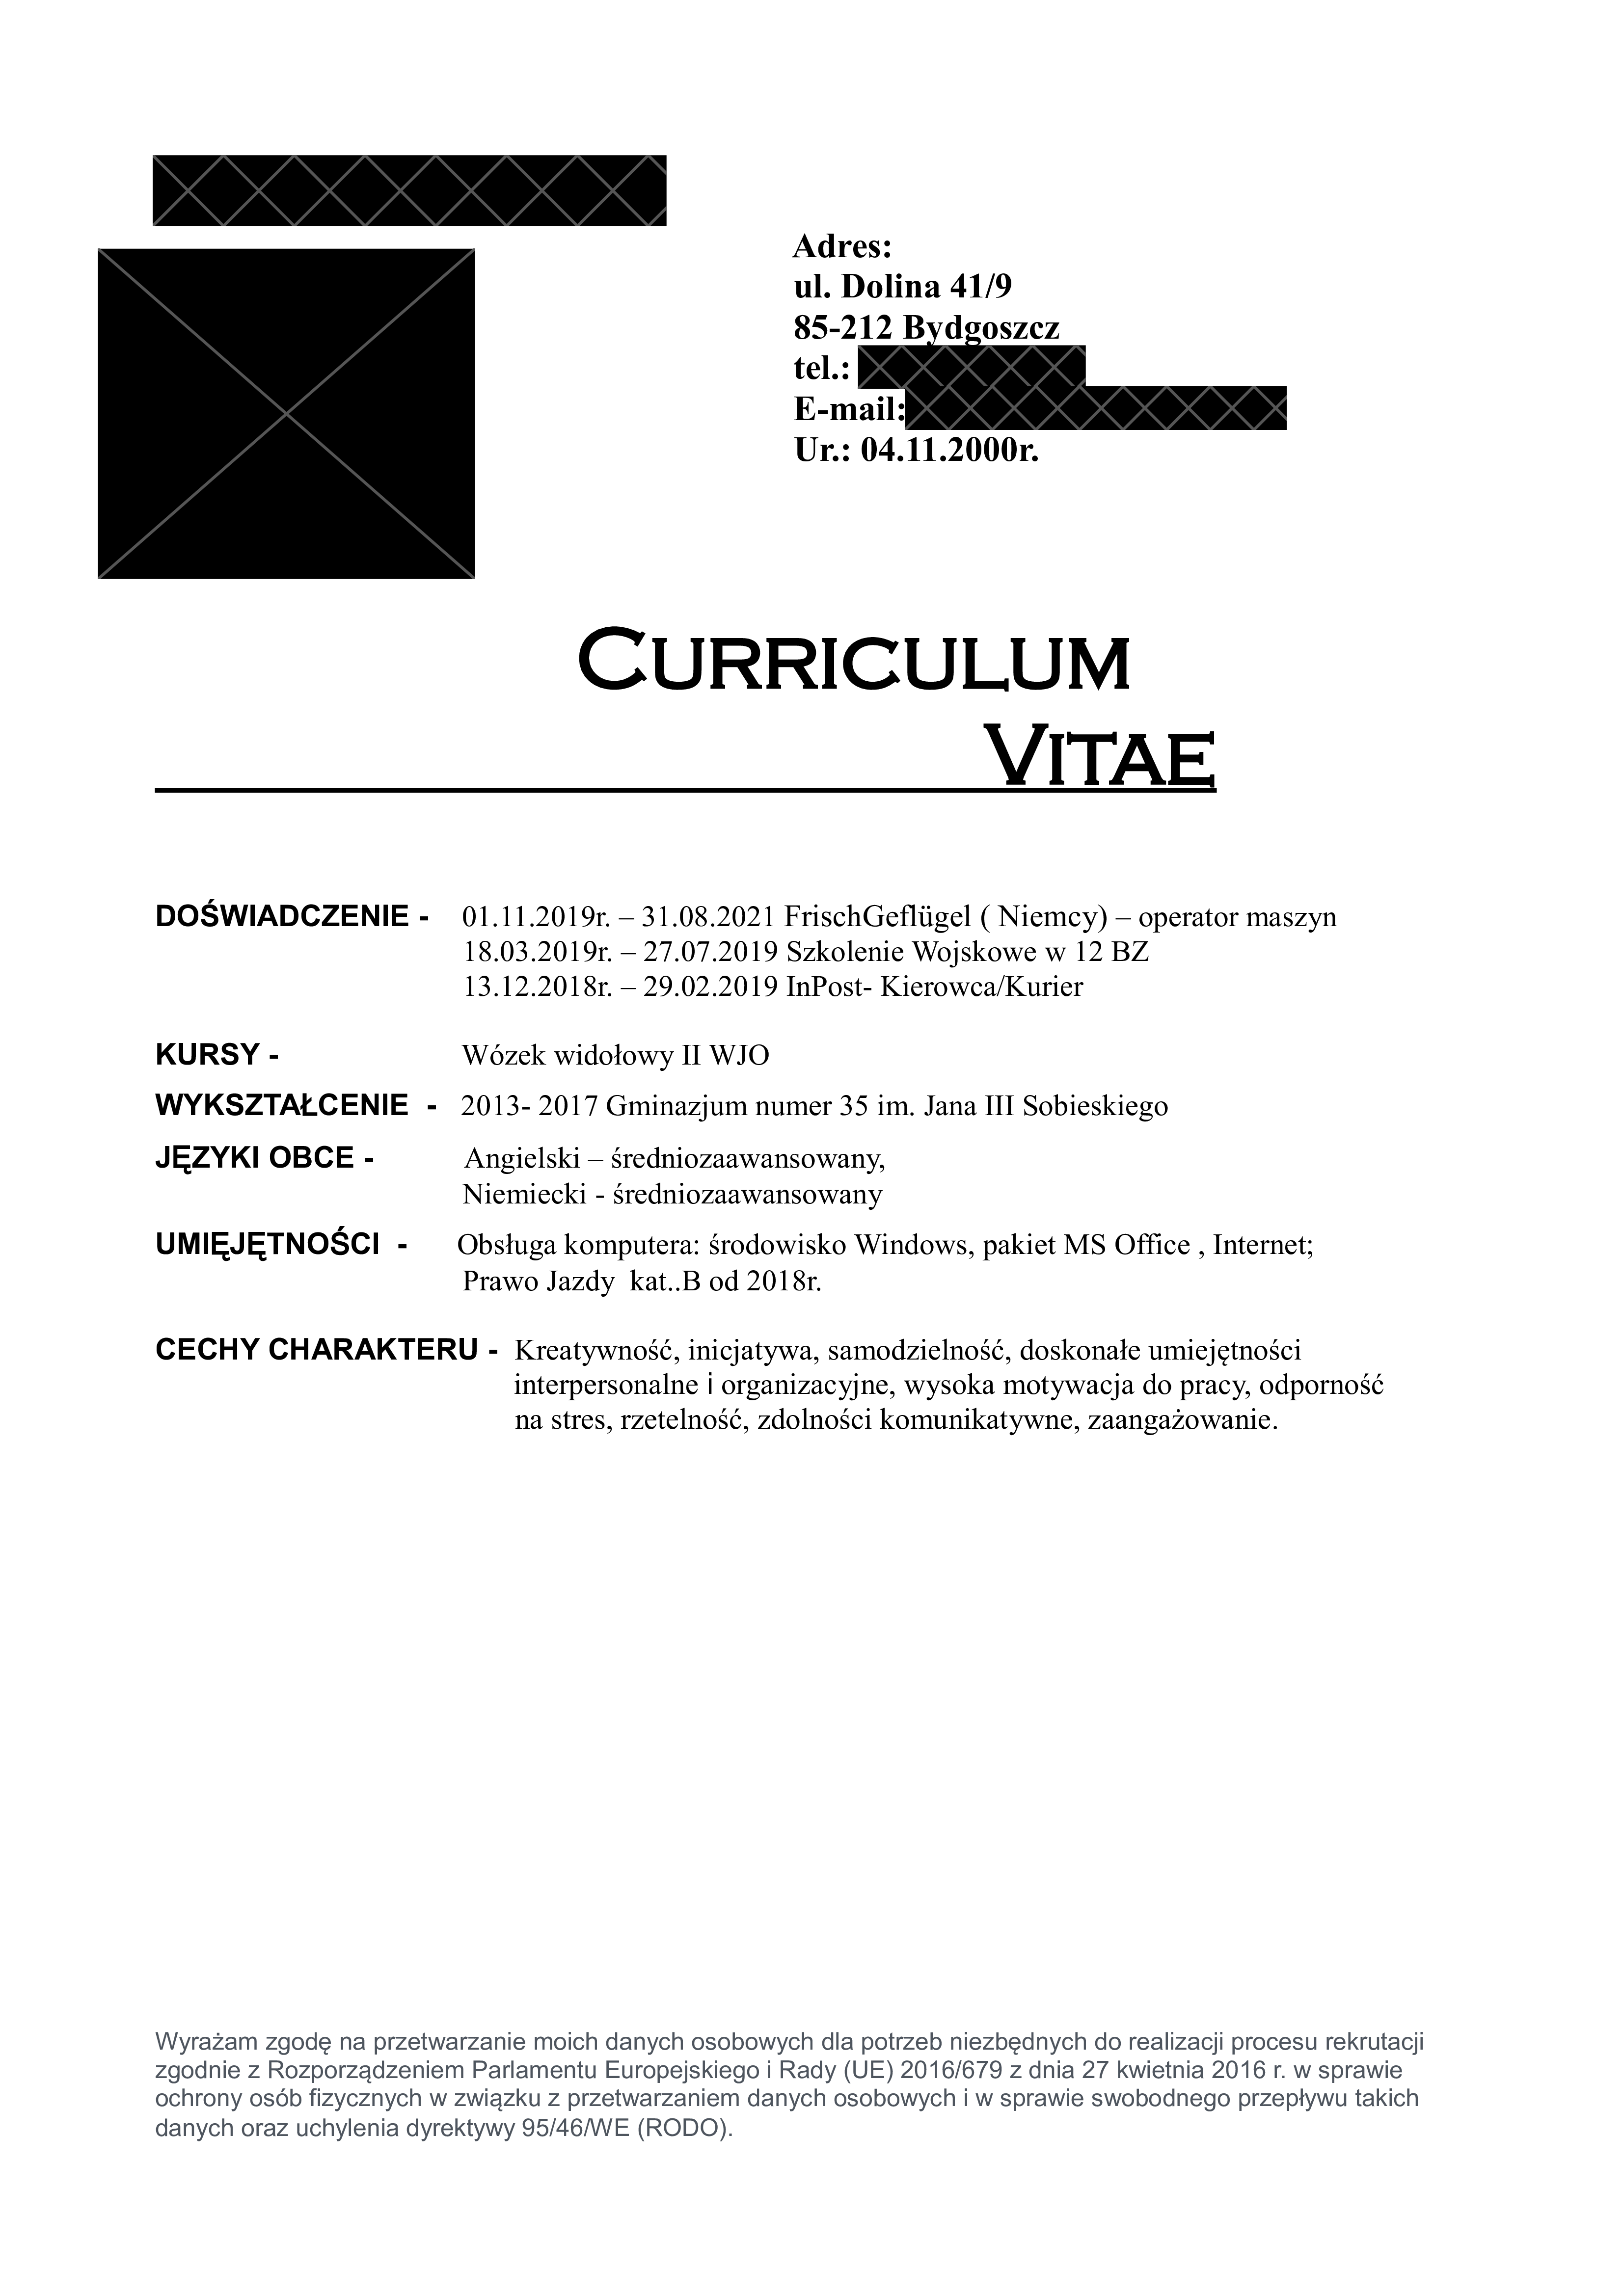 Adres:
ul. Dolina 41/9
85-212 Bydgoszcz
tel.:
E-mail:
Ur.: 04.11.2000r.
CURRICULUM
VITAE
DOŚWIADCZENIE - 01.11.2019r. – 31.08.2021 FrischGeflügel ( Niemcy) – operator maszyn
18.03.2019r. – 27.07.2019 Szkolenie Wojskowe w 12 BZ
13.12.2018r. – 29.02.2019 InPost- Kierowca/Kurier
KURSY - Wózek widołowy II WJO
WYKSZTAŁCENIE - 2013- 2017 Gminazjum numer 35 im. Jana III Sobieskiego
JĘZYKI OBCE - Angielski – średniozaawansowany,
Niemiecki - średniozaawansowany
UMIĘJĘTNOŚCI - Obsługa komputera: środowisko Windows, pakiet MS Office , Internet;
Prawo Jazdy kat..B od 2018r.
CECHY CHARAKTERU - Kreatywność, inicjatywa, samodzielność, doskonałe umiejętności
interpersonalne i organizacyjne, wysoka motywacja do pracy, odporność
na stres, rzetelność, zdolności komunikatywne, zaangażowanie.
Wyrażam zgodę na przetwarzanie moich danych osobowych dla potrzeb niezbędnych do realizacji procesu rekrutacji
zgodnie z Rozporządzeniem Parlamentu Europejskiego i Rady (UE) 2016/679 z dnia 27 kwietnia 2016 r. w sprawie
ochrony osób fizycznych w związku z przetwarzaniem danych osobowych i w sprawie swobodnego przepływu takich
danych oraz uchylenia dyrektywy 95/46/WE (RODO).